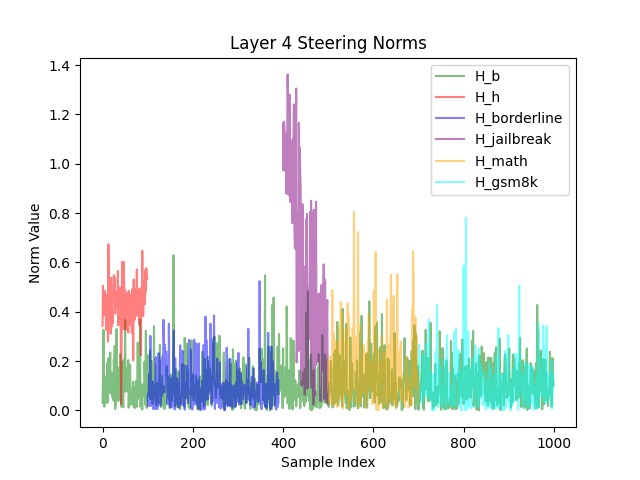 Layer 4 Steering Norms
H_b
H_h
H_borderline
H_jailbreak
H_math
H_gsm8k
Norm Value
1.4
1.2
1.0
0.8
0.6
0.4
0.2
0.0
0
200
400
600
800
1000
Sample Index